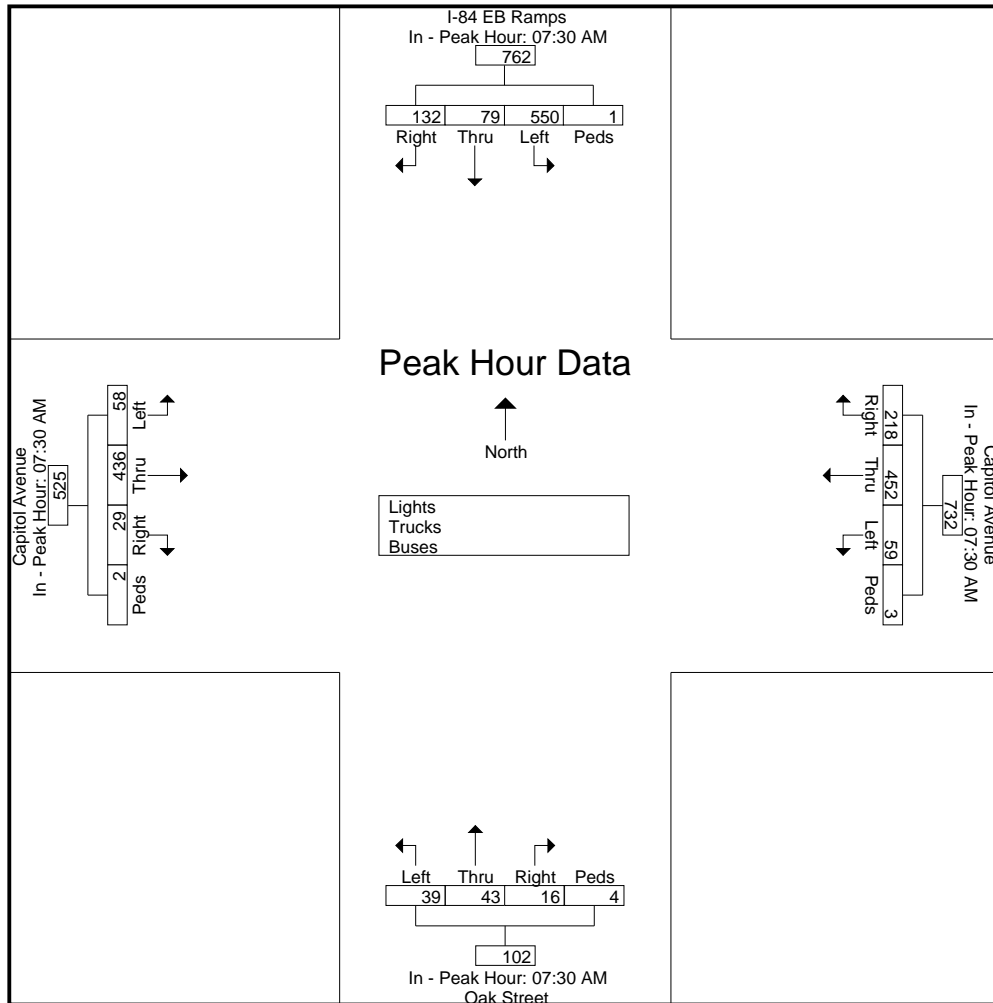 I-84 EB Ramps
In - Peak Hour: 07:30 AM
762
132 79 550 1
Right Thru Left Peds
Peak Hour Data
North
Lights
Trucks
Buses
Capitol Avenue
In - Peak Hour: 07:30 AM
525
58 436 29 2
Left Thru Right Peds
Capitol Avenue
In - Peak Hour: 07:30 AM
732
218 452 59 3
Right Thru Left Peds
Left Thru Right Peds
39 43 16 4
102
In - Peak Hour: 07:30 AM
Oak Street